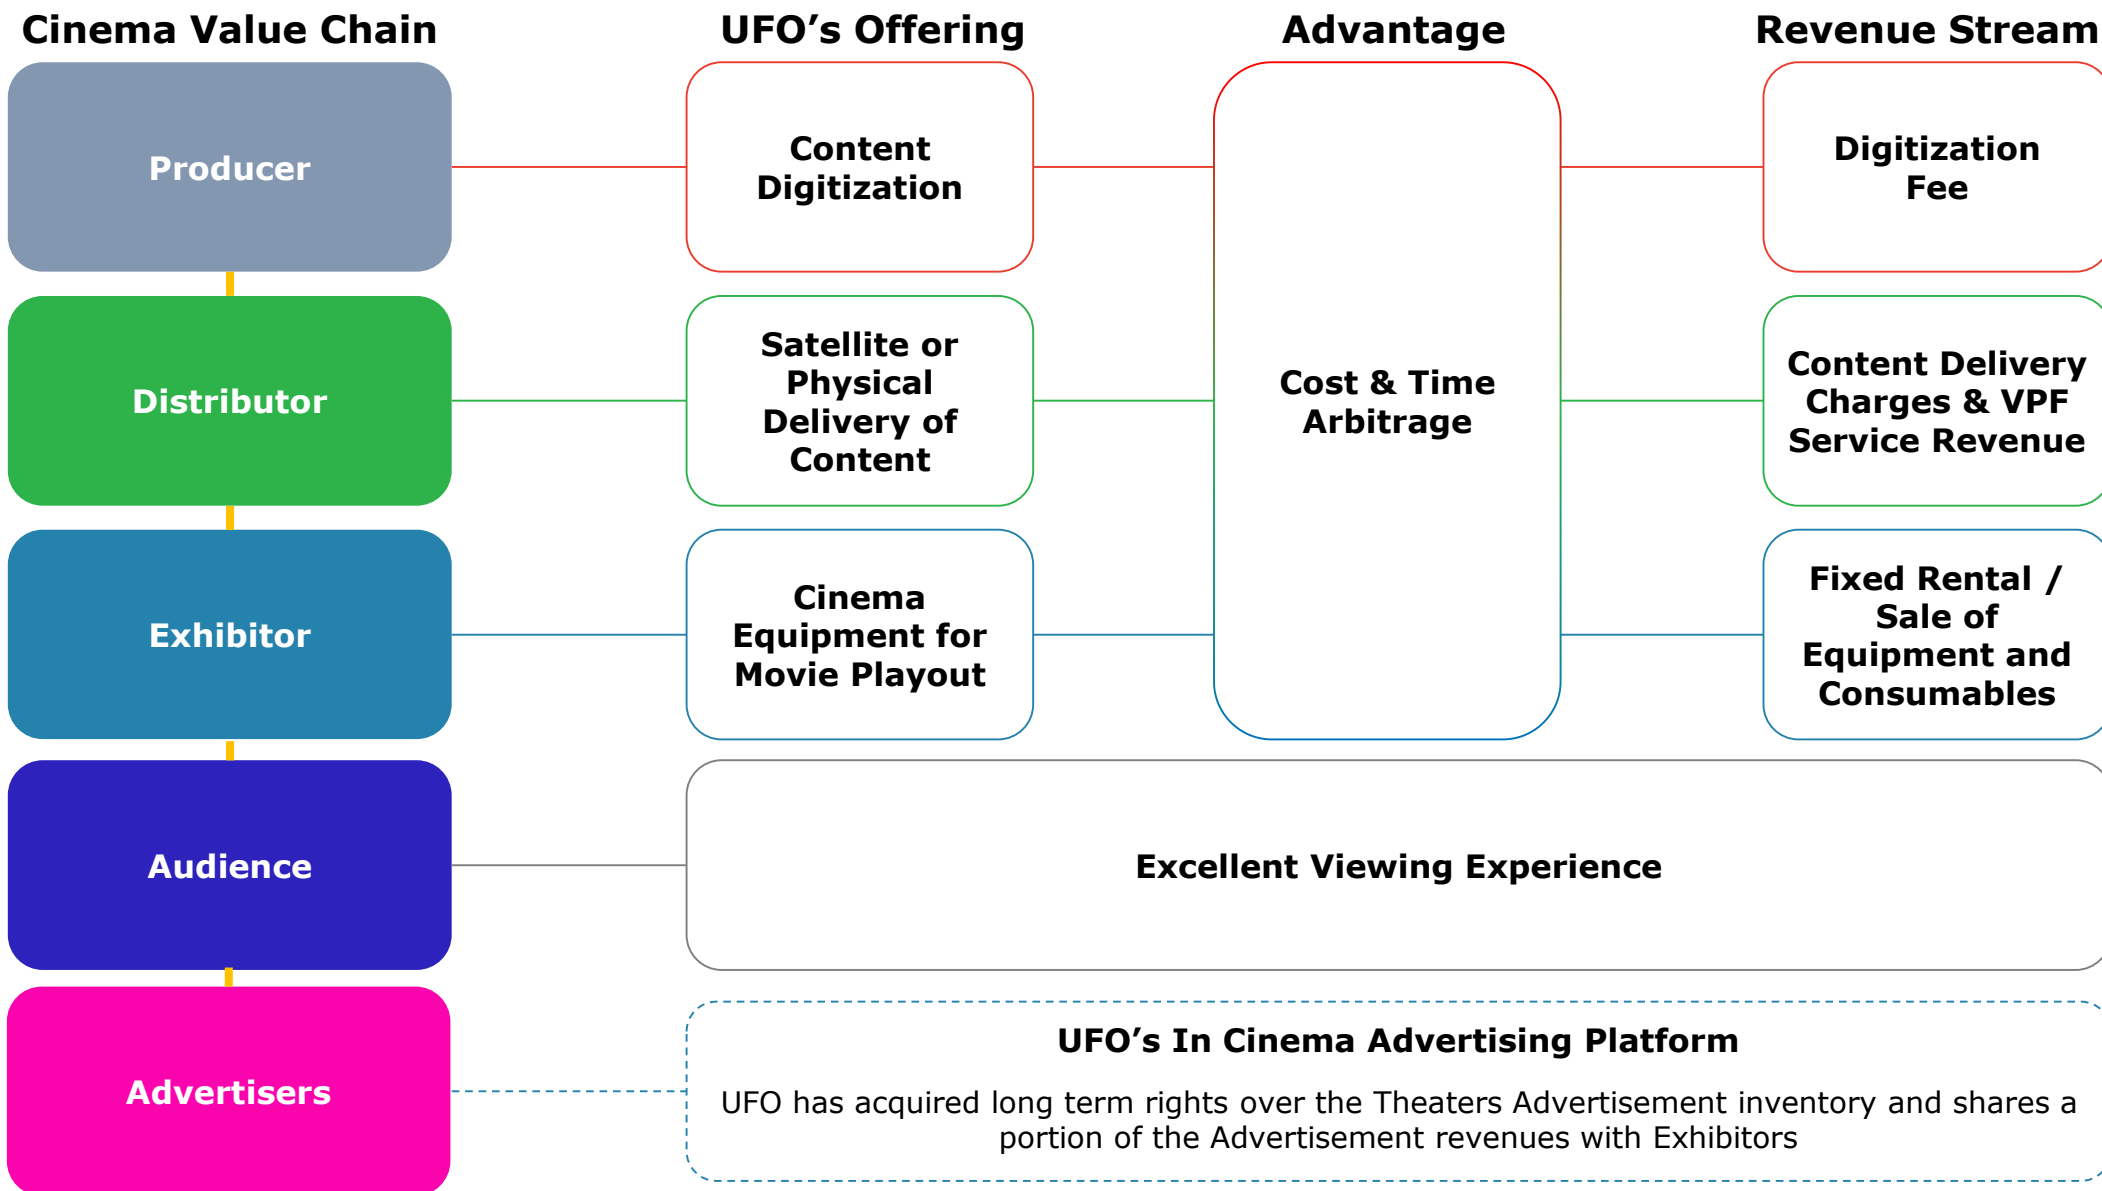 Cinema Value Chain
UFO’s Offering
Advantage
Revenue Stream
Producer
Content
Digitization
Cost & Time
Arbitrage
Digitization
Fee
Distributor
Satellite or
Physical
Delivery of
Content
Content Delivery
Charges & VPF
Service Revenue
Exhibitor
Cinema
Equipment for
Movie Playout
Fixed Rental /
Sale of
Equipment and
Consumables
Audience
Excellent Viewing Experience
Advertisers
UFO’s In Cinema Advertising Platform
UFO has acquired long term rights over the Theaters Advertisement inventory and shares a
portion of the Advertisement revenues with Exhibitors